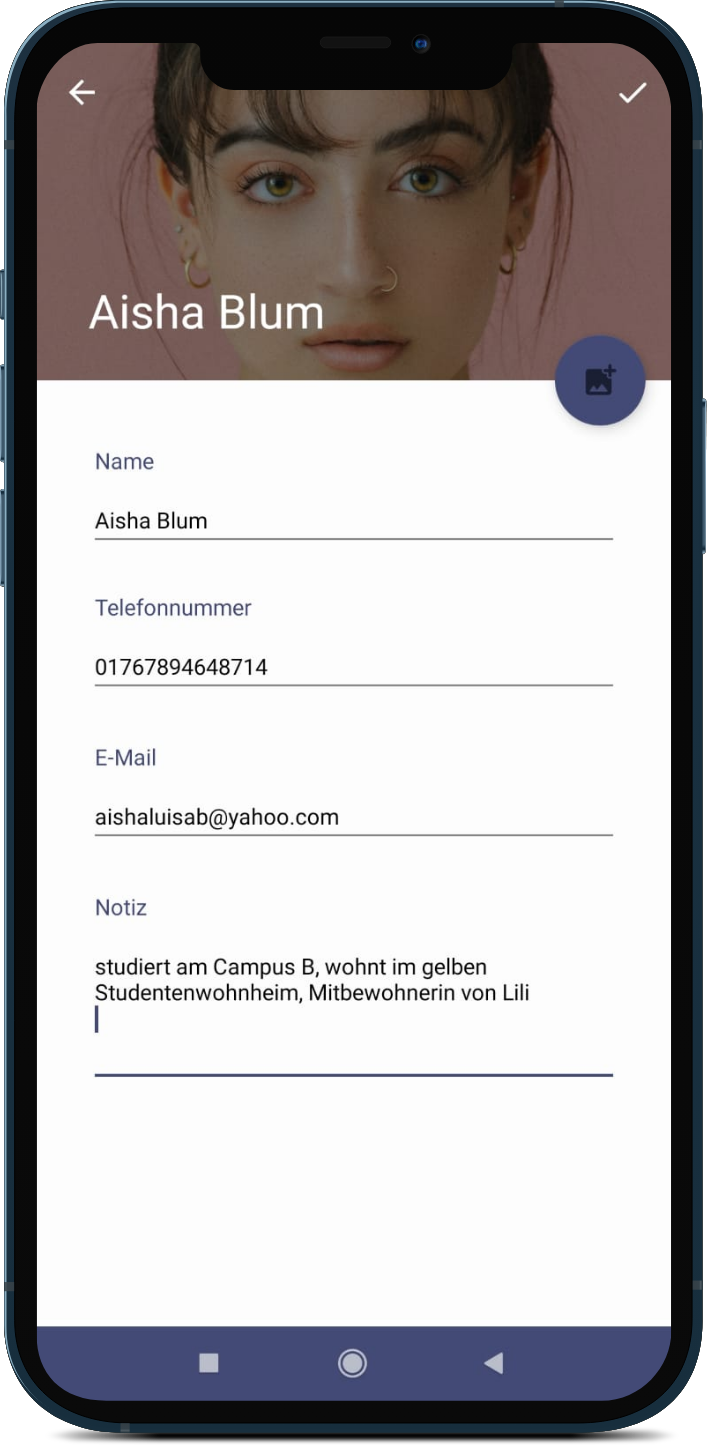 Aisha Blum
Name
Aisha Blum
Telefonnummer
01767894648714
E-Mail
aishaluisab@yahoo.com
Notiz
studiert am Campus B, wohnt im gelben
Studentenwohnheim, Mitbewohnerin von Lili